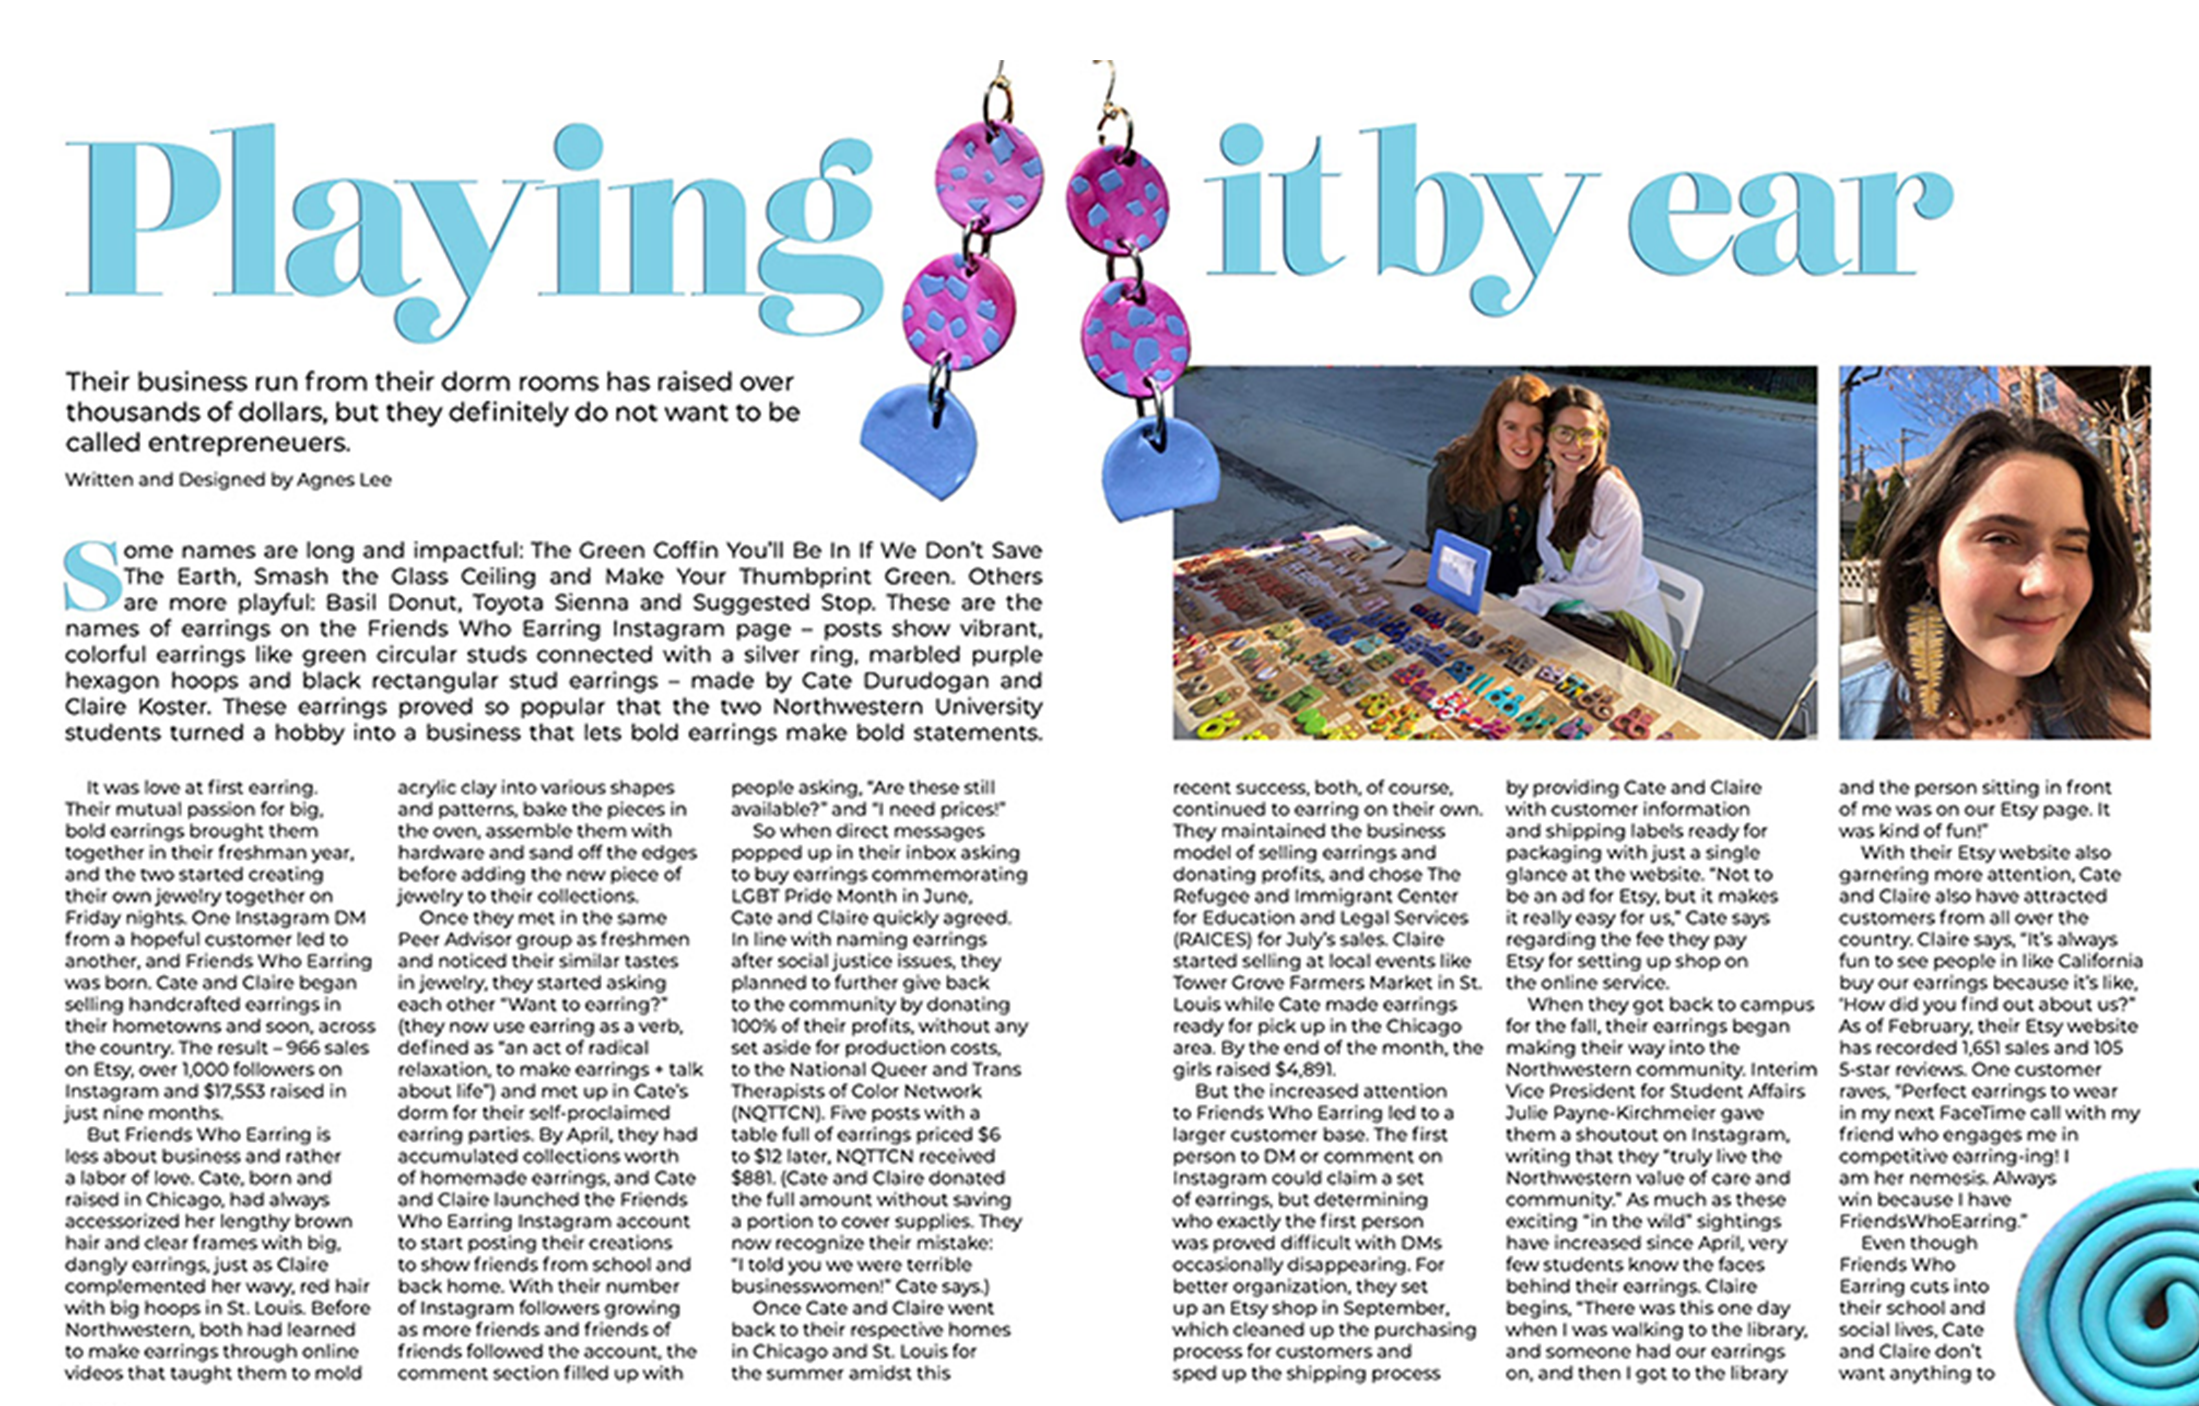 Playing it by ear
Their business run from their dorm rooms has raised over
thousands of dollars, but they definitely do not want to be
called entrepreneuers.
Written and Designed by Agnes Lee
Some names are long and impactful: The Green Coffin You'll Be In If We Don't Save
The Earth, Smash the Glass Ceiling and Make Your Thumbprint Green. Others
are more playful: Basil Donut, Toyota Sienna and Suggested Stop. These are the
names of earrings on the Friends Who Earring Instagram page – posts show vibrant,
colorful earrings like green circular studs connected with a silver ring, marbled purple
hexagon hoops and black rectangular stud earrings – made by Cate Durudogan and
Claire Koster. These earrings proved so popular that the two Northwestern University
students turned a hobby into a business that lets bold earrings make bold statements.
It was love at first earring.
Their mutual passion for big,
bold earrings brought them
together in their freshman year,
and the two started creating
their own jewelry together on
Friday nights. One Instagram DM
from a hopeful customer led to
another, and Friends Who Earring
was born. Cate and Claire began
selling handcrafted earrings in
their hometowns and soon, across
the country. The result – 966 sales
on Etsy, over 1,000 followers on
Instagram and $17,553 raised in
just nine months.
But Friends Who Earring is
less about business and rather
a labor of love. Cate, born and
raised in Chicago, had always
accessorized her lengthy brown
hair and clear frames with big,
dangly earrings, just as Claire
complemented her wavy, red hair
with big hoops in St. Louis. Before
Northwestern, both had learned
to make earrings through online
videos that taught them to mold
acrylic clay into various shapes
and patterns, bake the pieces in
the oven, assemble them with
hardware and sand off the edges
before adding the new piece of
jewelry to their collections.
Once they met in the same
Peer Advisor group as freshmen
and noticed their similar tastes
in jewelry, they started asking
each other "Want to earring?"
(they now use earring as a verb,
defined as "an act of radical
relaxation, to make earrings + talk
about life") and met up in Cate's
dorm for their self-proclaimed
earring parties. By April, they had
accumulated collections worth
of homemade earrings, and Cate
and Claire launched the Friends
Who Earring Instagram account
to start posting their creations
to show friends from school and
back home. With their number
of Instagram followers growing
as more friends and friends of
friends followed the account, the
comment section filled up with
people asking, "Are these still
available?" and "I need prices!"
So when direct messages
popped up in their inbox asking
to buy earrings commemorating
LGBT Pride Month in June,
Cate and Claire quickly agreed.
In line with naming earrings
after social justice issues, they
planned to further give back
to the community by donating
100% of their profits, without any
set aside for production costs,
to the National Queer and Trans
Therapists of Color Network
(NQTTCN). Five posts with a
table full of earrings priced $6
to $12 later, NQTTCN received
$881. (Cate and Claire donated
the full amount without saving
a portion to cover supplies. They
now recognize their mistake:
"I told you we were terrible
businesswomen!" Cate says.)
Once Cate and Claire went
back to their respective homes
in Chicago and St. Louis for
the summer amidst this
recent success, both, of course,
continued to earring on their own.
They maintained the business
model of selling earrings and
donating profits, and chose The
Refugee and Immigrant Center
for Education and Legal Services
(RAICES) for July's sales. Claire
started selling at local events like
Tower Grove Farmers Market in St.
Louis while Cate made earrings
ready for pick up in the Chicago
area. By the end of the month, the
girls raised $4,891.
But the increased attention
to Friends Who Earring led to a
larger customer base. The first
person to DM or comment on
Instagram could claim a set
of earrings, but determining
who exactly the first person
was proved difficult with DMs
occasionally disappearing. For
better organization, they set
up an Etsy shop in September,
which cleaned up the purchasing
process for customers and
sped up the shipping process
by providing Cate and Claire
with customer information
and shipping labels ready for
packaging with just a single
glance at the website. "Not to
be an ad for Etsy, but it makes
it really easy for us," Cate says
regarding the fee they pay
Etsy for setting up shop on
the online service.
When they got back to campus
for the fall, their earrings began
making their way into the
Northwestern community. Interim
Vice President for Student Affairs
Julie Payne-Kirchmeier gave
them a shoutout on Instagram,
writing that they "truly live the
Northwestern value of care and
community." As much as these
exciting "in the wild" sightings
have increased since April, very
few students know the faces
behind their earrings. Claire
begins, "There was this one day
when I was walking to the library,
and someone had our earrings
on, and then I got to the library
and the person sitting in front
of me was on our Etsy page. It
was kind of fun!"
With their Etsy website also
garnering more attention, Cate
and Claire also have attracted
customers from all over the
country. Claire says, "It's always
fun to see people in like California
buy our earrings because it's like,
'How did you find out about us?"
As of February, their Etsy website
has recorded 1,651 sales and 105
5-star reviews. One customer
raves, "Perfect earrings to wear
in my next FaceTime call with my
friend who engages me in
competitive earring-ing! I
am her nemesis. Always
win because I have
FriendsWhoEarring."
Even though
Friends Who
Earring cuts into
their school and
social lives, Cate
and Claire don't
want anything to